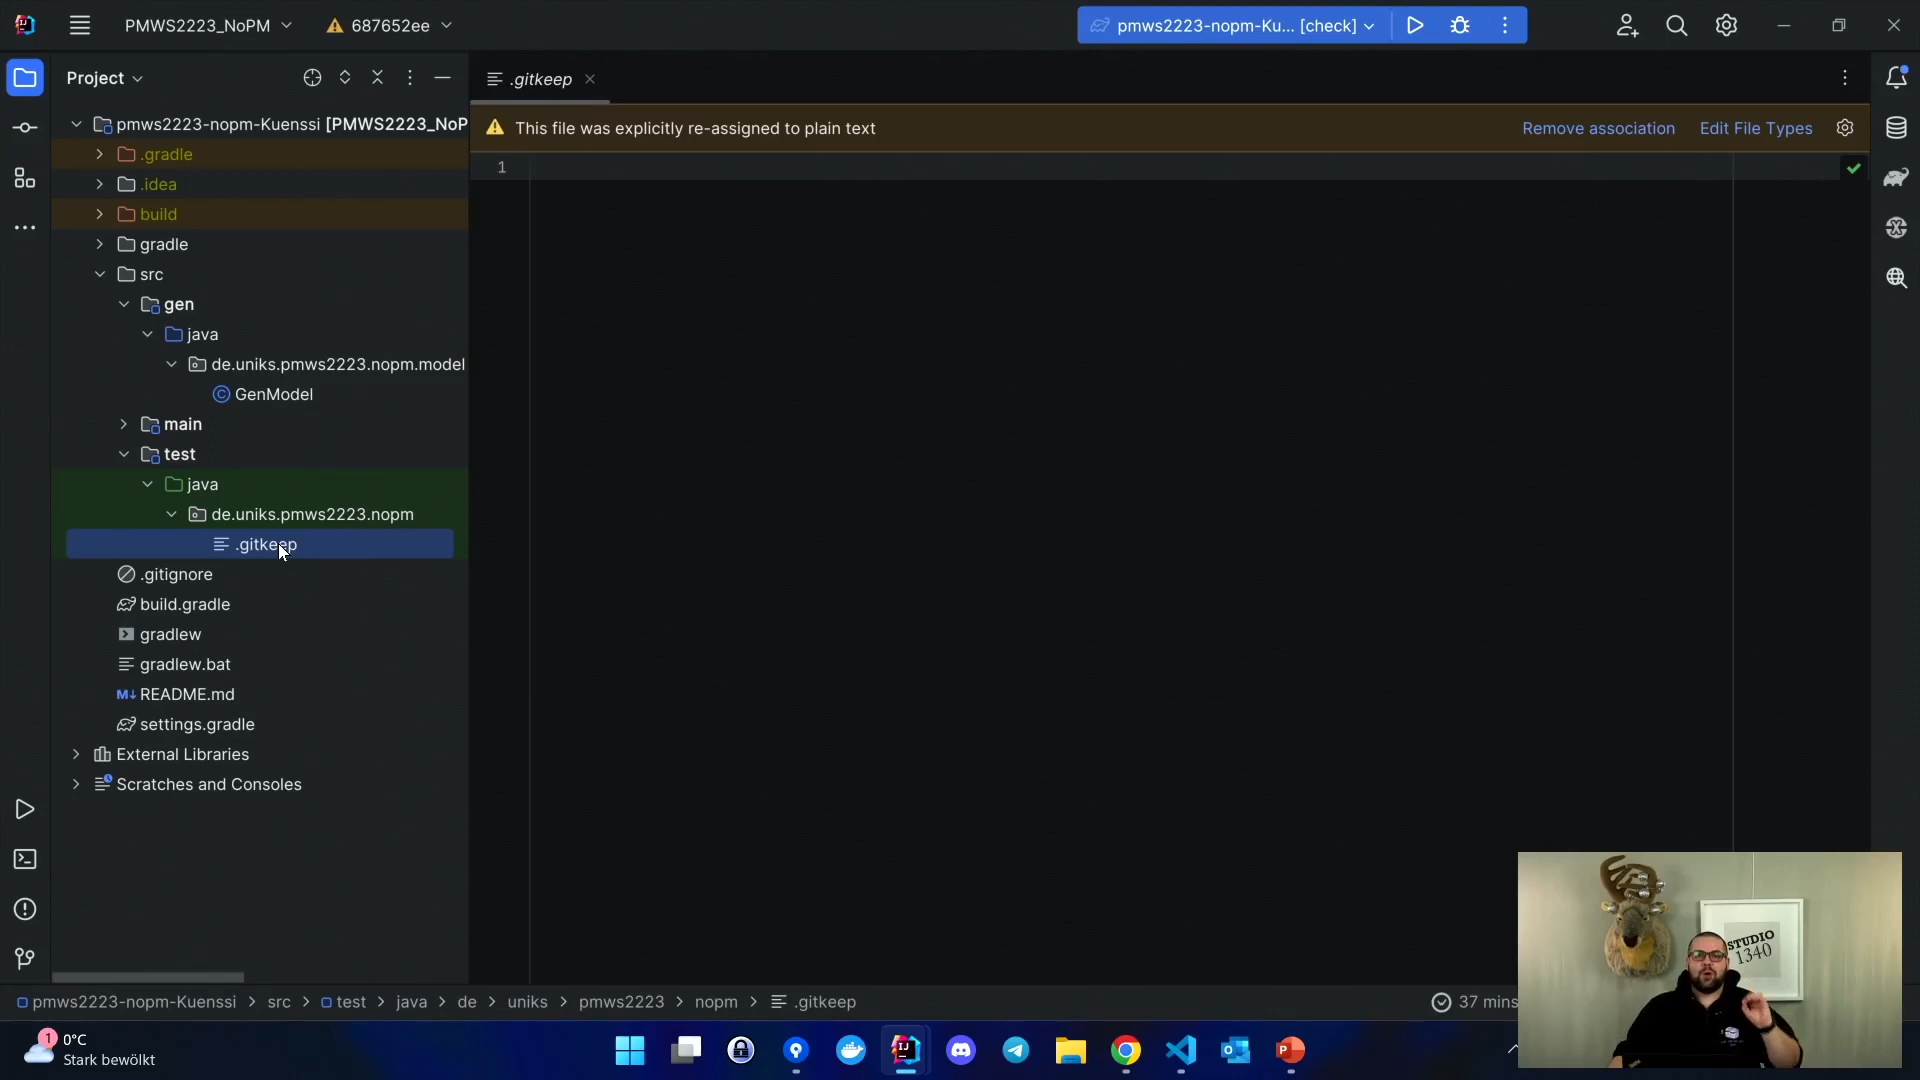 PMWS2223_NoPM
687652ee
pmws2223-nopm-Ku... [check]
Project
.gitkeep
pmws2223-nopm-Kuenssi [PMWS2223_NoP
This file was explicitly re-assigned to plain text
Remove association
Edit File Types
.gradle
1
.idea
build
gradle
src
gen
java
de.uniks.pmws2223.nopm.model
GenModel
main
test
java
de.uniks.pmws2223.nopm
.gitkeep
.gitignore
build.gradle
gradlew
gradlew.bat
README.md
settings.gradle
External Libraries
Scratches and Consoles
STUDIO
1340
pmws2223-nopm-Kuenssi > src > test > java > de > uniks > pmws2223 > nopm > .gitkeep
37 mins
1
0°C
Stark bewölkt